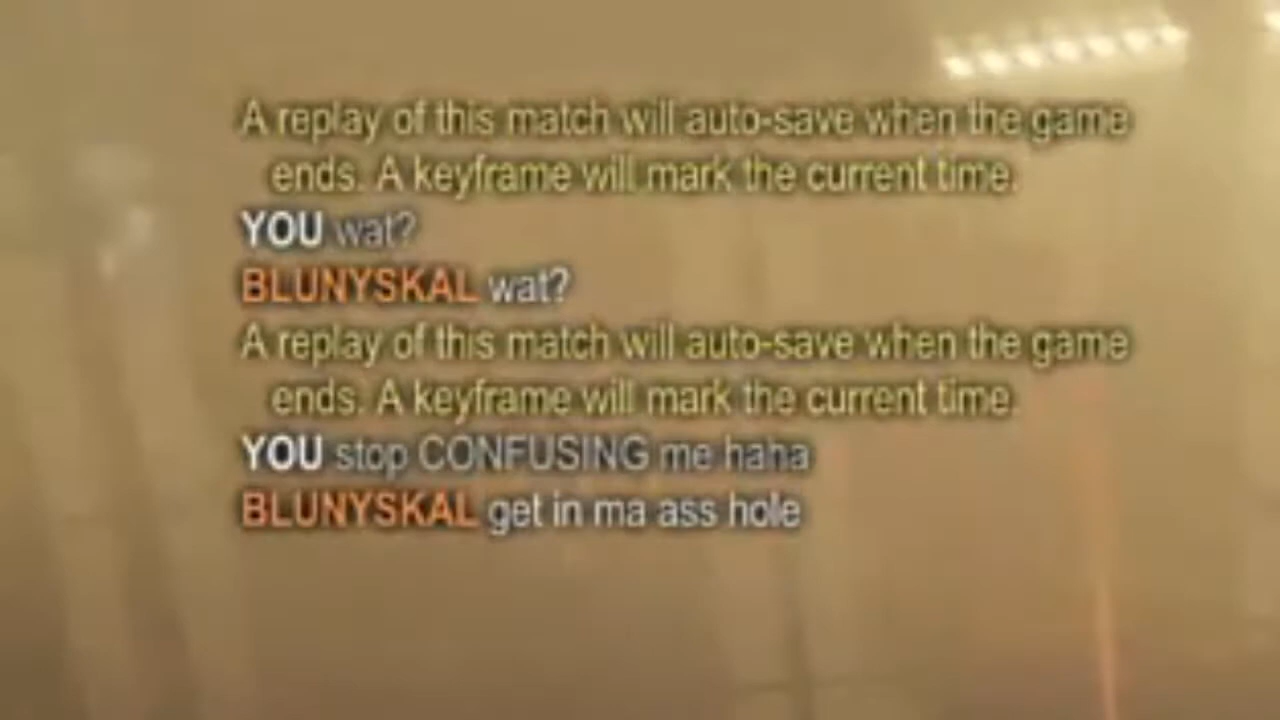 A replay of this match will auto-save when the game
ends. A keyframe will mark the current time.
YOU wat?
BLUNYSKAL wat?
A replay of this match will auto-save when the game
ends. A keyframe will mark the current time.
YOU stop CONFUSING me haha
BLUNYSKAL get in ma ass hole